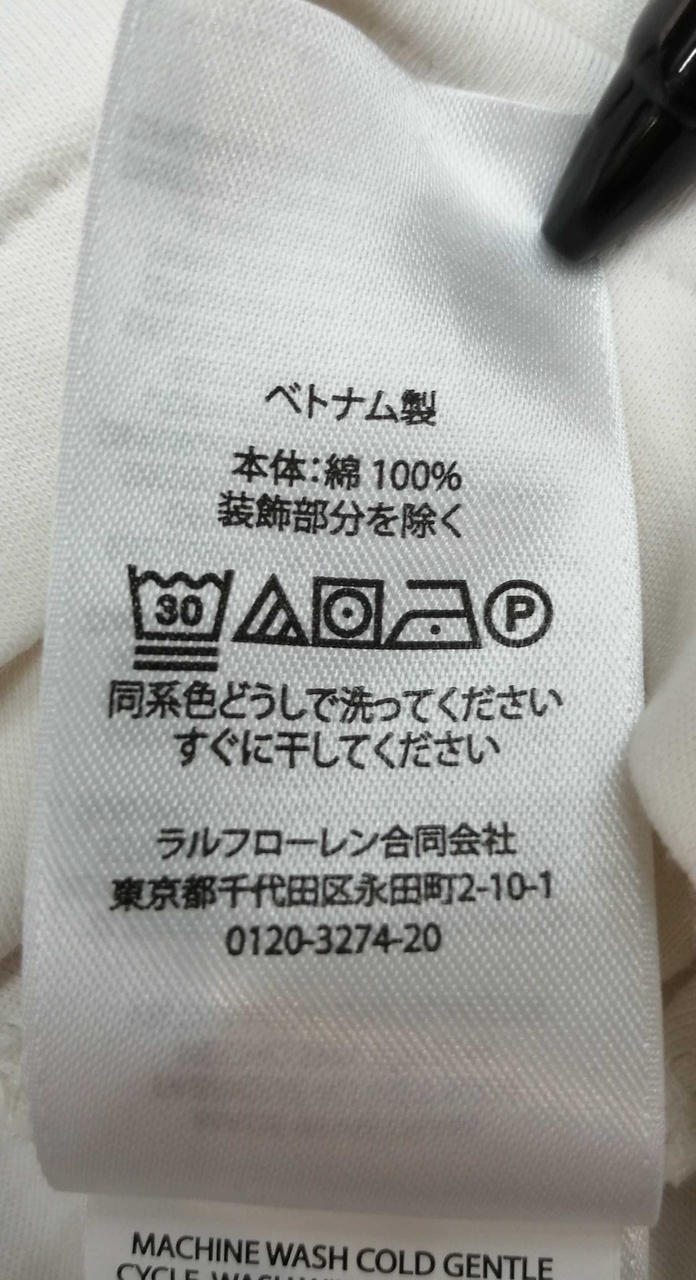 ベトナム製
本体:綿 100%
装飾部分を除く
30 P
同系色どうしで洗ってください
すぐに干してください
ラルフローレン合同会社
東京都千代田区永田町2-10-1
0120-3274-20
MACHINE WASH COLD GENTLE
CYCLE